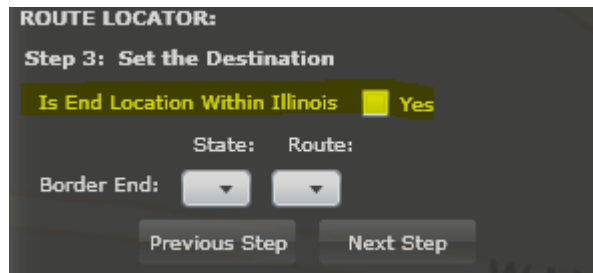 ROUTE LOCATOR:
Step 3: Set the Destination
Is End Location Within Illinois Yes
State: Route:
Border End:
Previous Step Next Step